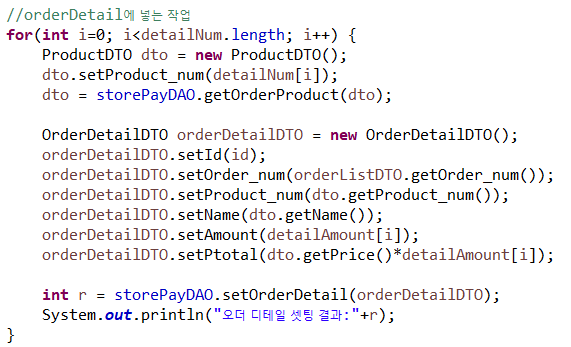 //orderDetail에 넣는 작업
for(int i=0; i<detailNum.length; i++) {
ProductDTO dto = new ProductDTO();
dto.setProduct_num(detailNum[i]);
dto = storePayDAO.getOrderProduct(dto);
OrderDetailDTO orderDetailDTO = new OrderDetailDTO();
orderDetailDTO.setId(id);
orderDetailDTO.setOrder_num(orderListDTO.getOrder_num());
orderDetailDTO.setProduct_num(dto.getProduct_num());
orderDetailDTO.setName(dto.getName());
orderDetailDTO.setAmount(detailAmount[i]);
orderDetailDTO.setPtotal(dto.getPrice()*detailAmount[i]);
int r = storePayDAO.setOrderDetail(orderDetailDTO);
System.out.println("오더 디테일 셋팅 결과:"+r);
}